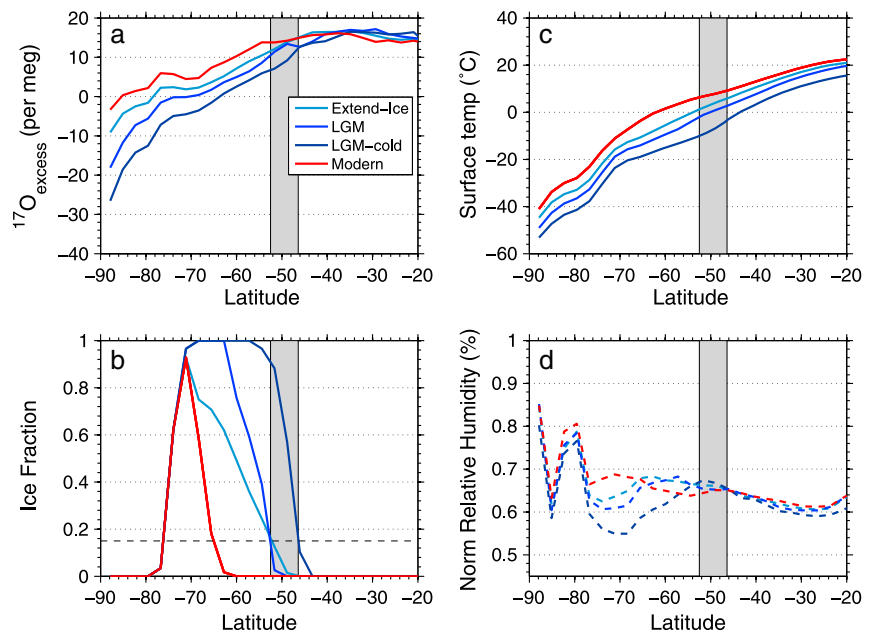 a
¹⁷O_excess (per meg)
20
10
0
−10
−20
−30
−40
Extend−Ice
LGM
LGM−cold
Modern
−90 −80 −70 −60 −50 −40 −30 −20
Latitude
c
Surface temp (˚C)
40
20
0
−20
−40
−60
−90 −80 −70 −60 −50 −40 −30 −20
Latitude
b
Ice Fraction
1
0.8
0.6
0.4
0.2
0
−90 −80 −70 −60 −50 −40 −30 −20
Latitude
d
Norm Relative Humidity (%)
1
0.9
0.8
0.7
0.6
0.5
−90 −80 −70 −60 −50 −40 −30 −20
Latitude